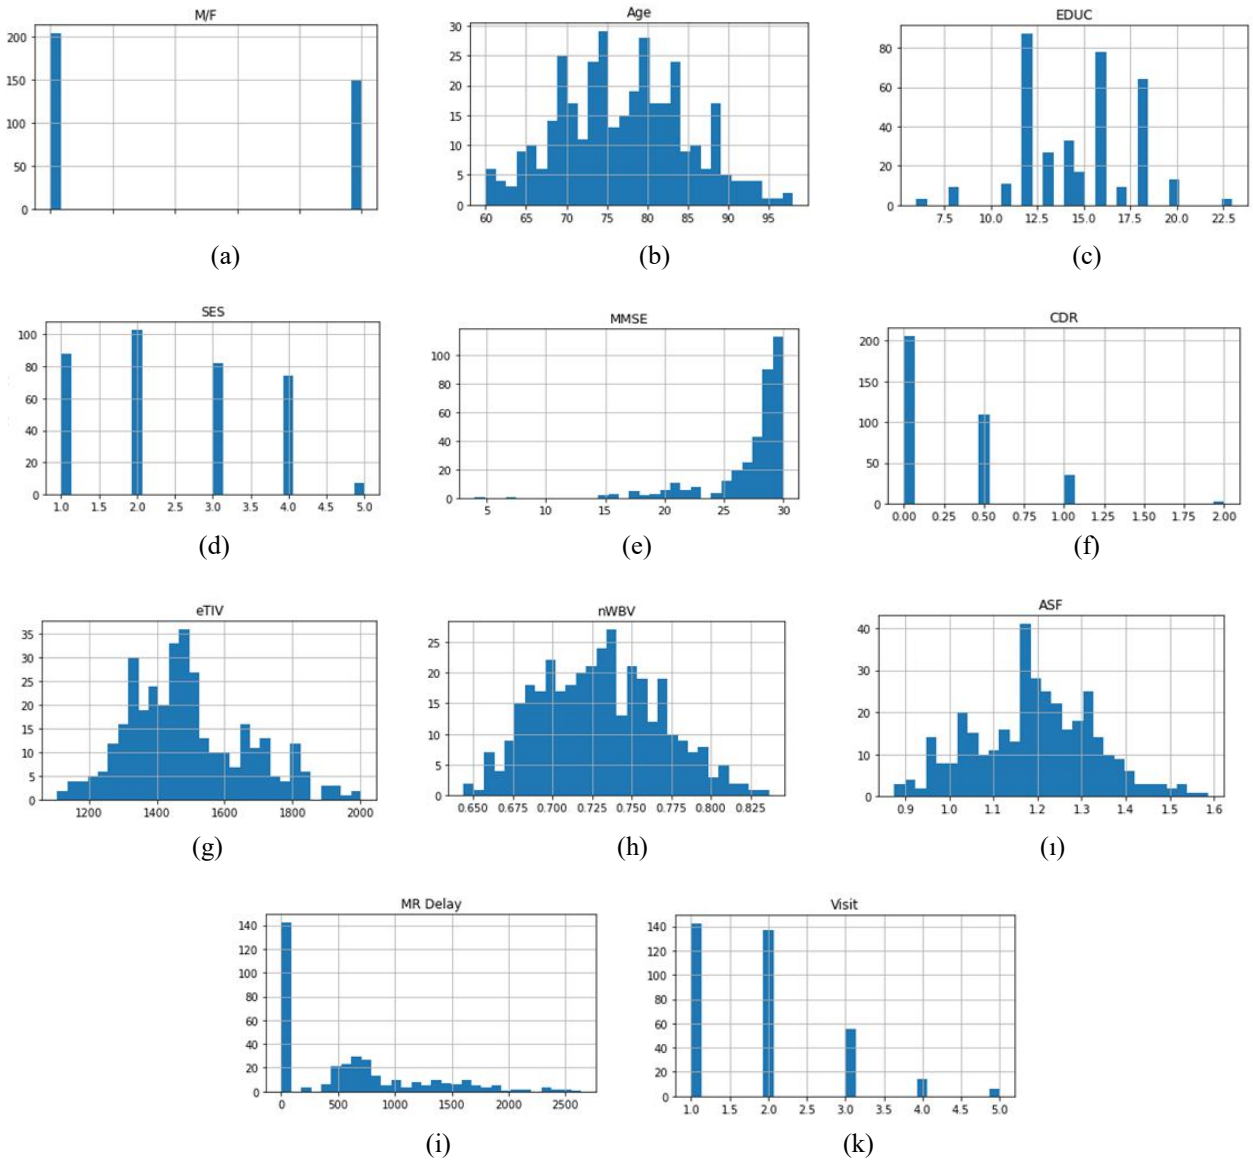 M/F
200
150
100
50
0
(a)
Age
30
25
20
15
10
5
0
60 65 70 75 80 85 90 95
(b)
EDUC
80
60
40
20
0
7.5 10.0 12.5 15.0 17.5 20.0 22.5
(c)
SES
100
80
60
40
20
0
1.0 1.5 2.0 2.5 3.0 3.5 4.0 4.5 5.0
(d)
MMSE
100
80
60
40
20
0
5 10 15 20 25 30
(e)
CDR
200
150
100
50
0
0.00 0.25 0.50 0.75 1.00 1.25 1.50 1.75 2.00
(f)
eTIV
35
30
25
20
15
10
5
0
1200 1400 1600 1800 2000
(g)
nWBV
25
20
15
10
5
0
0.650 0.675 0.700 0.725 0.750 0.775 0.800 0.825
(h)
ASF
40
30
20
10
0
0.9 1.0 1.1 1.2 1.3 1.4 1.5 1.6
(ı)
MR Delay
140
120
100
80
60
40
20
0
0 500 1000 1500 2000 2500
(i)
Visit
140
120
100
80
60
40
20
0
1.0 1.5 2.0 2.5 3.0 3.5 4.0 4.5 5.0
(k)